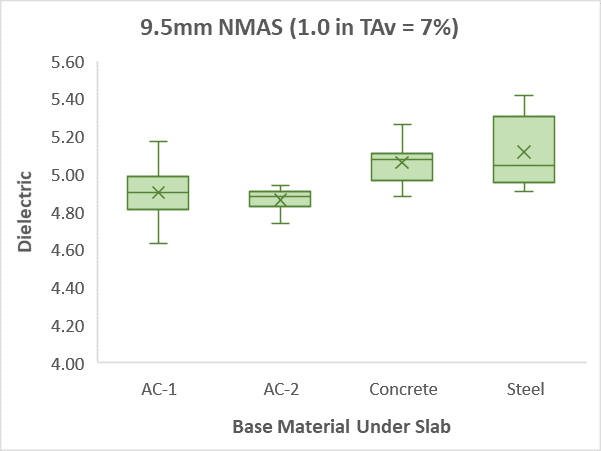 9.5mm NMAS (1.0 in TAv = 7%)
5.60
5.40
5.20
5.00
4.80
4.60
4.40
4.20
4.00
Dielectric
AC-1 AC-2 Concrete Steel
Base Material Under Slab